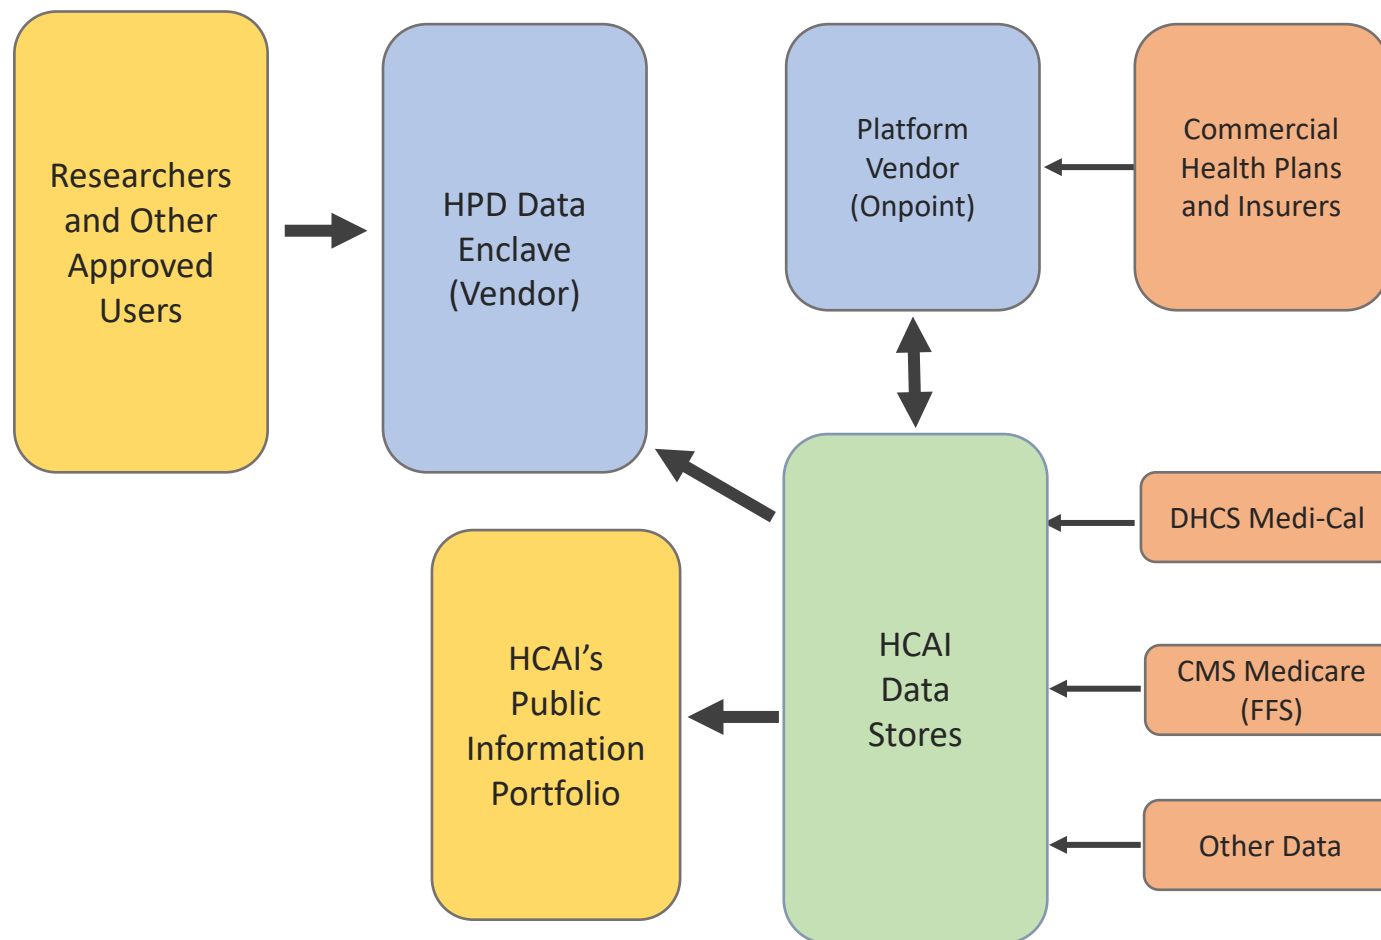 Researchers
and Other
Approved
Users
HPD Data
Enclave
(Vendor)
Platform
Vendor
(Onpoint)
Commercial
Health Plans
and Insurers
DHCS Medi-Cal
HCAI
Data
Stores
CMS Medicare
(FFS)
HCAI’s
Public
Information
Portfolio
Other Data